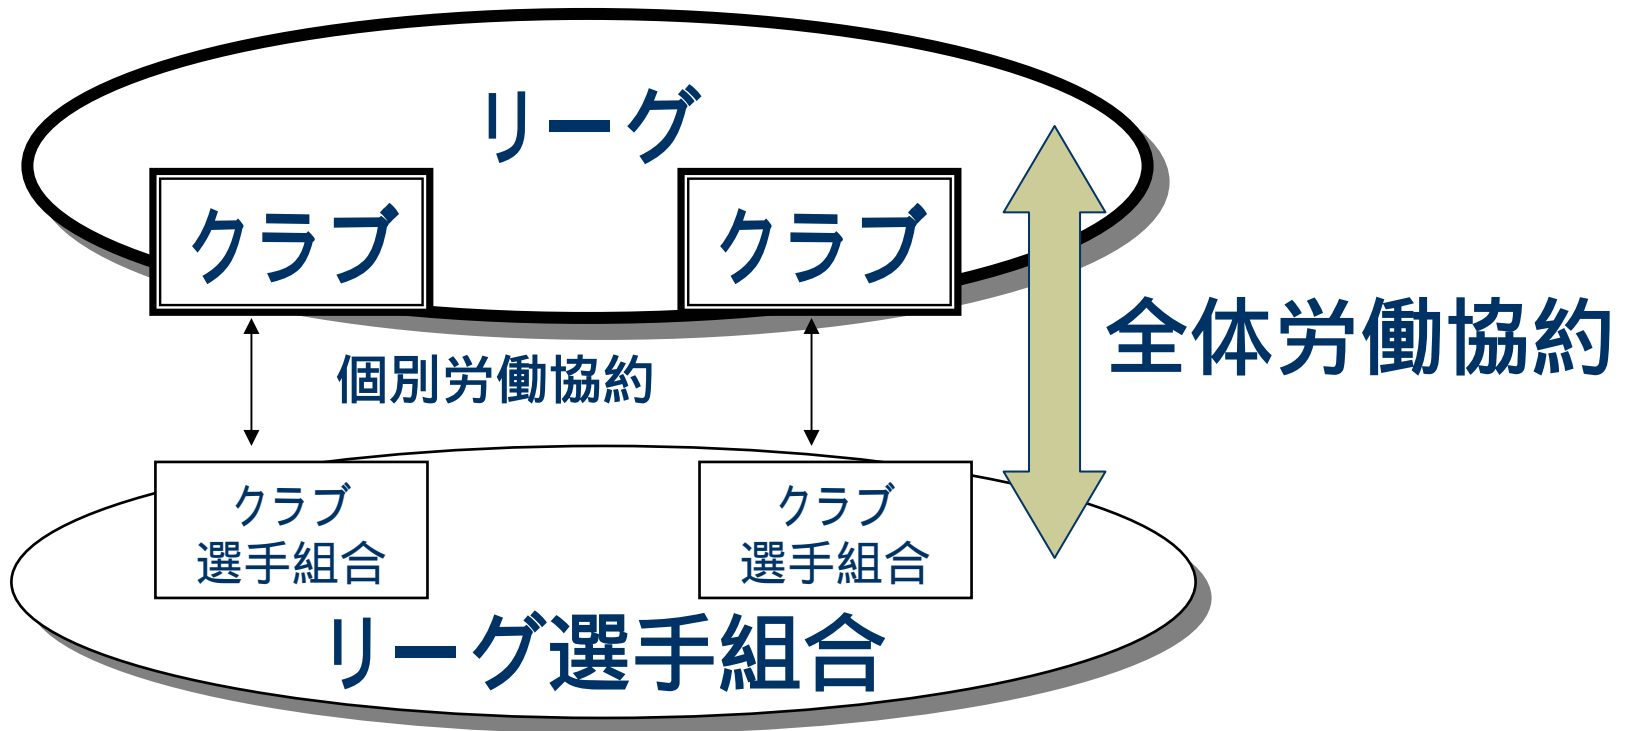 リーグ
クラブ
クラブ
全体労働協約
個別労働協約
クラブ
選手組合
クラブ
選手組合
リーグ選手組合